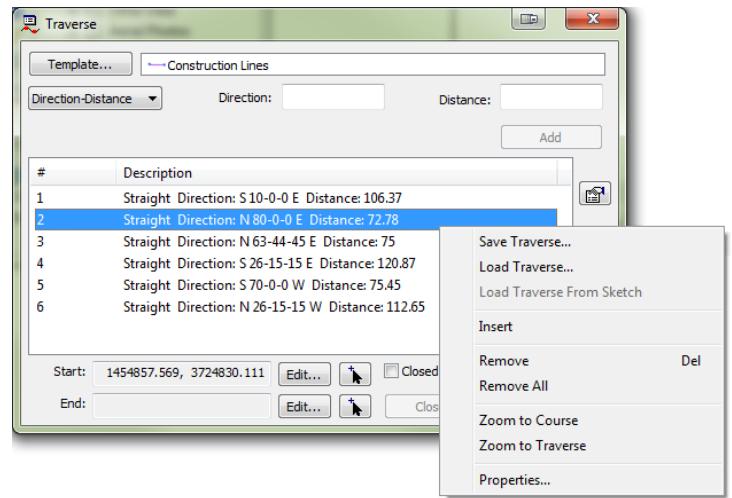 Traverse
Template... Construction Lines
Direction-Distance Direction: Distance:
Add
# Description
1 Straight Direction: S 10-0-0 E Distance: 106.37
2 Straight Direction: N 80-0-0 E Distance: 72.78
3 Straight Direction: N 63-44-45 E Distance: 75
4 Straight Direction: S 26-15-15 E Distance: 120.87
5 Straight Direction: S 70-0-0 W Distance: 75.45
6 Straight Direction: N 26-15-15 W Distance: 112.65
Start: 1454857.569, 3724830.111 Edit... Closed
End: Edit... Clos
Save Traverse...
Load Traverse...
Load Traverse From Sketch
Insert
Remove Del
Remove All
Zoom to Course
Zoom to Traverse
Properties...